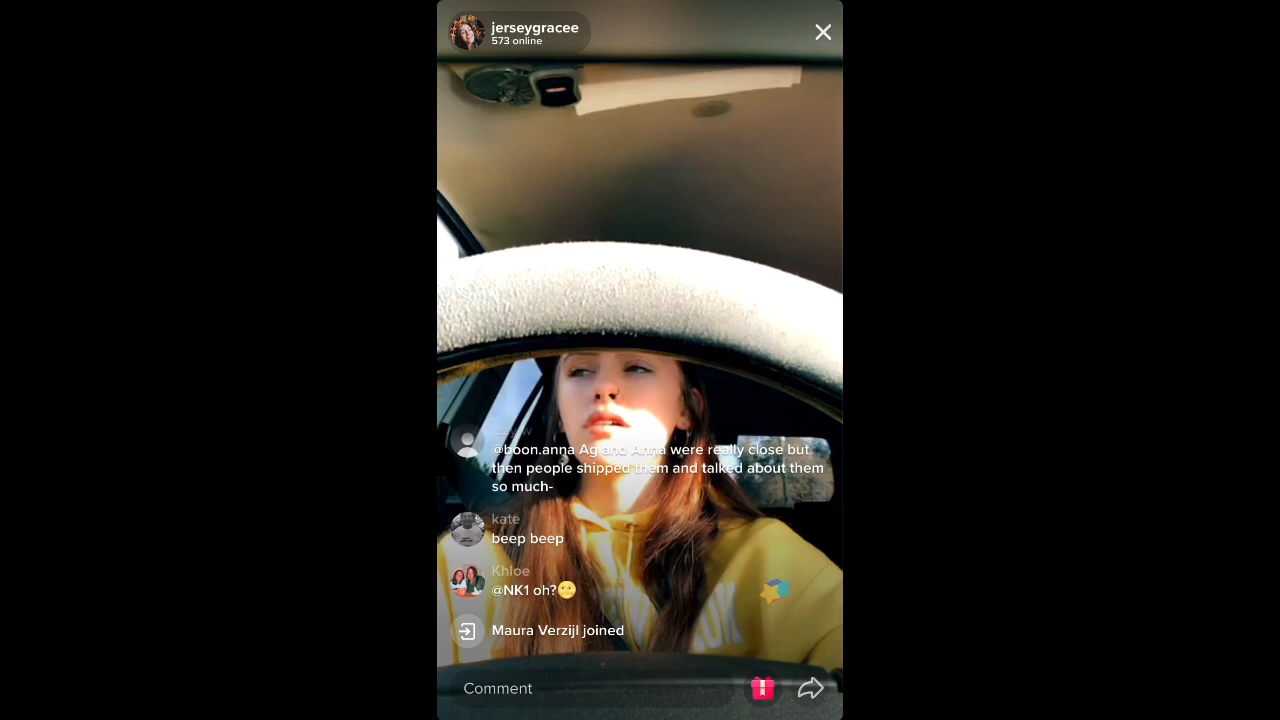 jerseygracee
573 online
@boon.anna Ag and Anna were really close but
then people shipped them and talked about them
so much-
kate
beep beep
Khloe
@NK1 oh?
Maura Verzijl joined
Comment